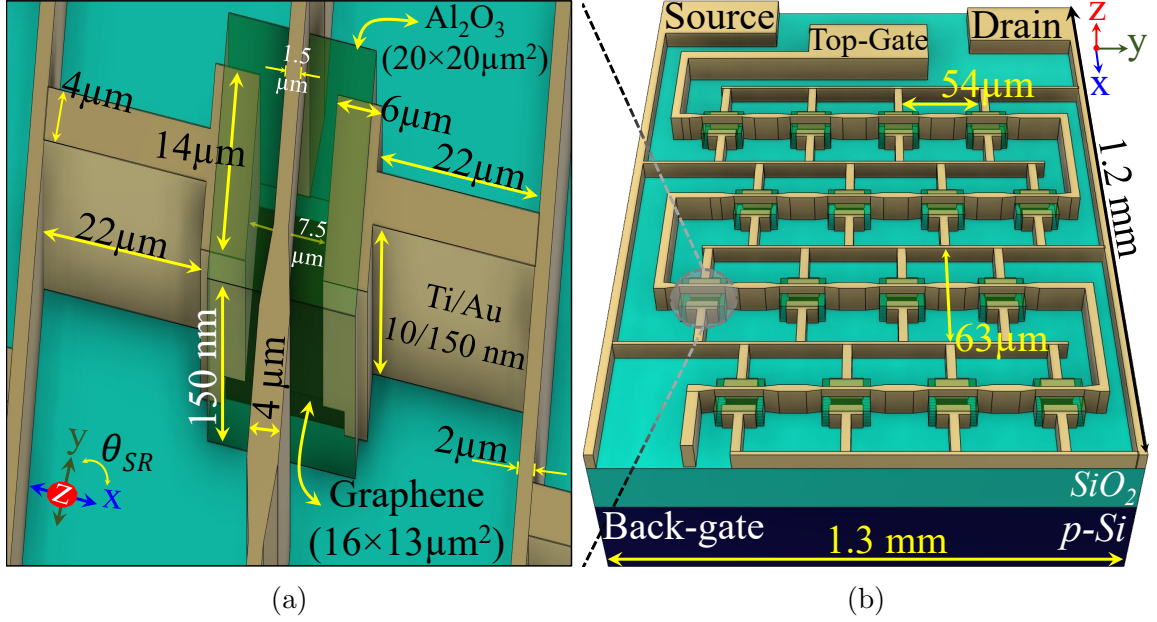 Al₂O₃
(20×20µm²)
1.5
µm
4µm
14µm
6µm
22µm
22µm
7.5
µm
Ti/Au
10/150 nm
150 nm
4 µm
2µm
y
θSR
z
x
Graphene
(16×13µm²)
(a)
Source
Top-Gate
Drain
z
y
x
54µm
1.2 mm
63µm
SiO₂
Back-gate
p-Si
1.3 mm
(b)